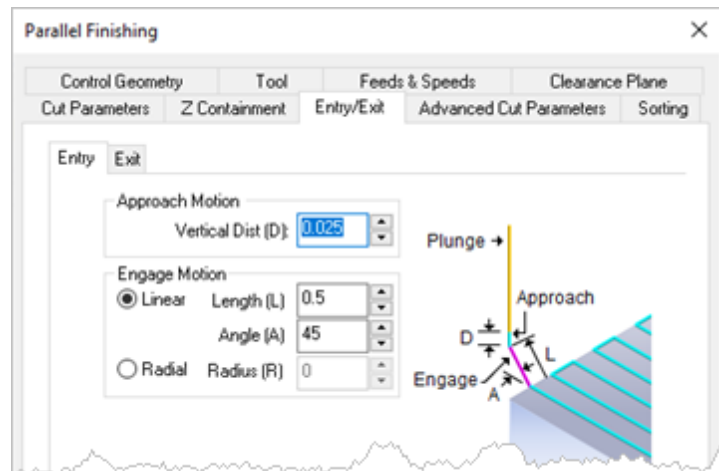 Parallel Finishing
Control Geometry Tool Feeds & Speeds Clearance Plane
Cut Parameters Z Containment Entry/Exit Advanced Cut Parameters Sorting
Entry Exit
Approach Motion
Vertical Dist (D): 0.025
Engage Motion
Linear Length (L) 0.5
Angle (A) 45
Radial Radius (R) 0
Plunge
Approach
D
L
Engage
A